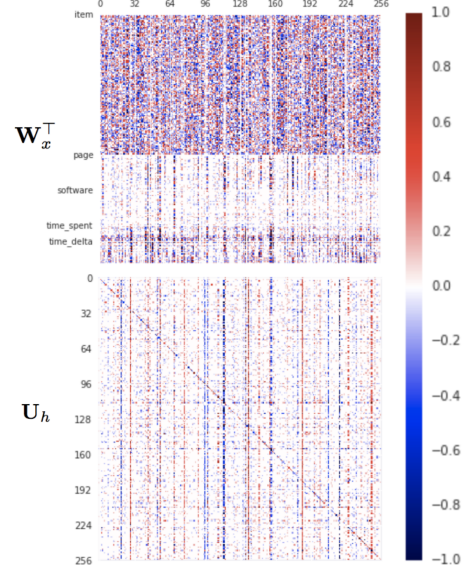 0 32 64 96 128 160 192 224 256
item
W_x^⊤
page
software
time_spent
time_delta
0
32
64
96
U_h
128
160
192
224
256
1.0
0.8
0.6
0.4
0.2
0.0
−0.2
−0.4
−0.6
−0.8
−1.0